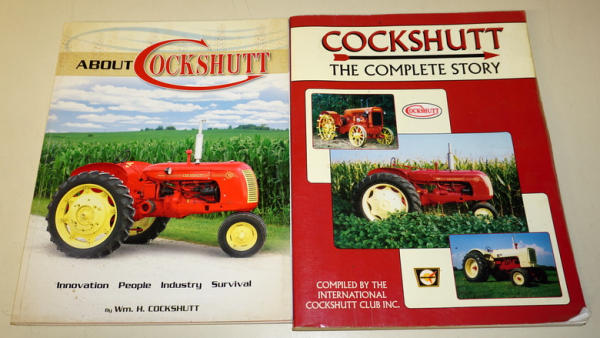 ABOUT COCKSHUTT
Innovation People Industry Survival
By Wm. H. COCKSHUTT
COCKSHUTT
THE COMPLETE STORY
COCKSHUTT
COMPILED BY THE
INTERNATIONAL
COCKSHUTT CLUB INC.